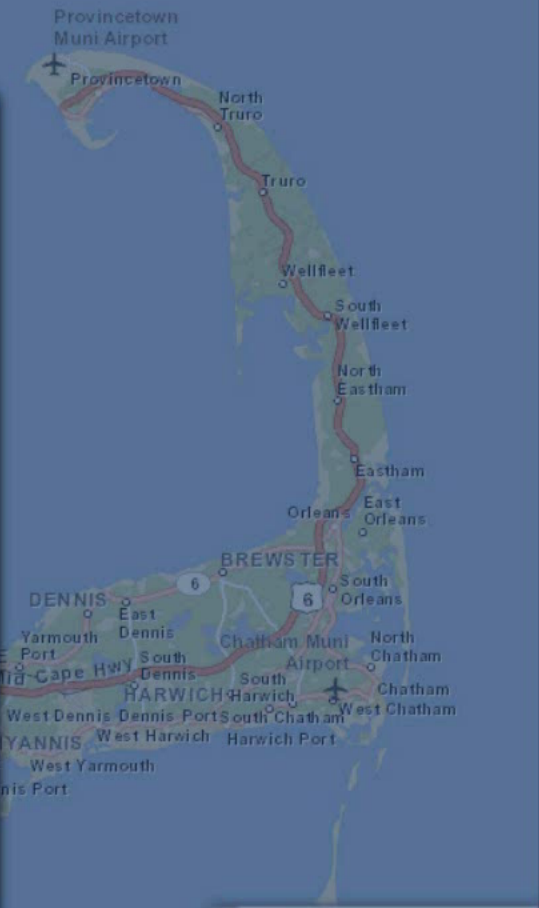 Provincetown
Muni Airport
Provincetown
North
Truro
Truro
Wellfleet
South
Wellfleet
North
Eastham
Eastham
Orleans
East
Orleans
BREWSTER
6
6
South
Orleans
DENNIS
East
Dennis
Yarmouth
Port
Chatham Muni
Airport
North
Chatham
Cape Hwy
South
Dennis
HARWICH
South
Harwich
Chatham
West Chatham
West Dennis
Dennis Port
South Chatham
YANNIS
West Harwich
Harwich Port
West Yarmouth
nis Port